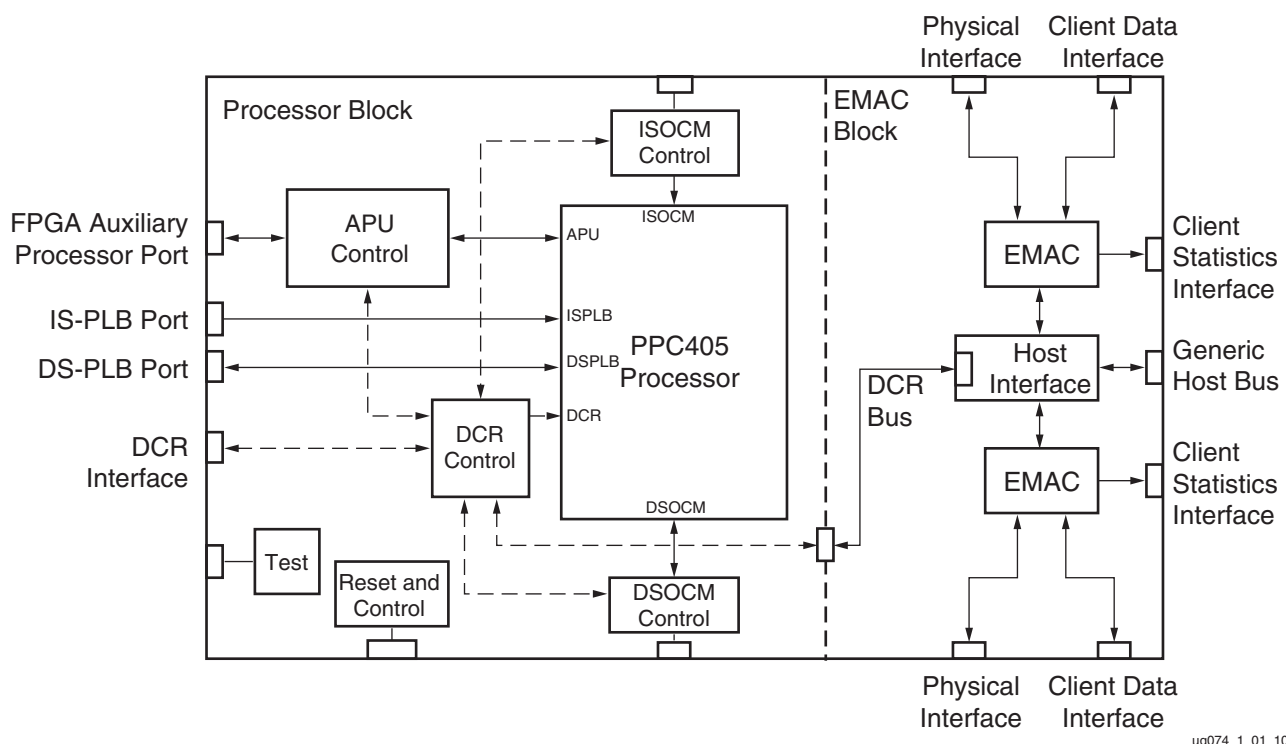 Physical
Interface
Client Data
Interface
Processor Block
EMAC
Block
ISOCM
Control
FPGA Auxiliary
Processor Port
APU
Control
ISOCM
APU
EMAC
Client
Statistics
Interface
IS-PLB Port
ISPLB
DS-PLB Port
DSPLB
PPC405
Processor
Host
Interface
Generic
Host Bus
DCR
Bus
DCR
Interface
DCR
Control
DCR
EMAC
Client
Statistics
Interface
DSOCM
Test
Reset and
Control
DSOCM
Control
Physical
Interface
Client Data
Interface